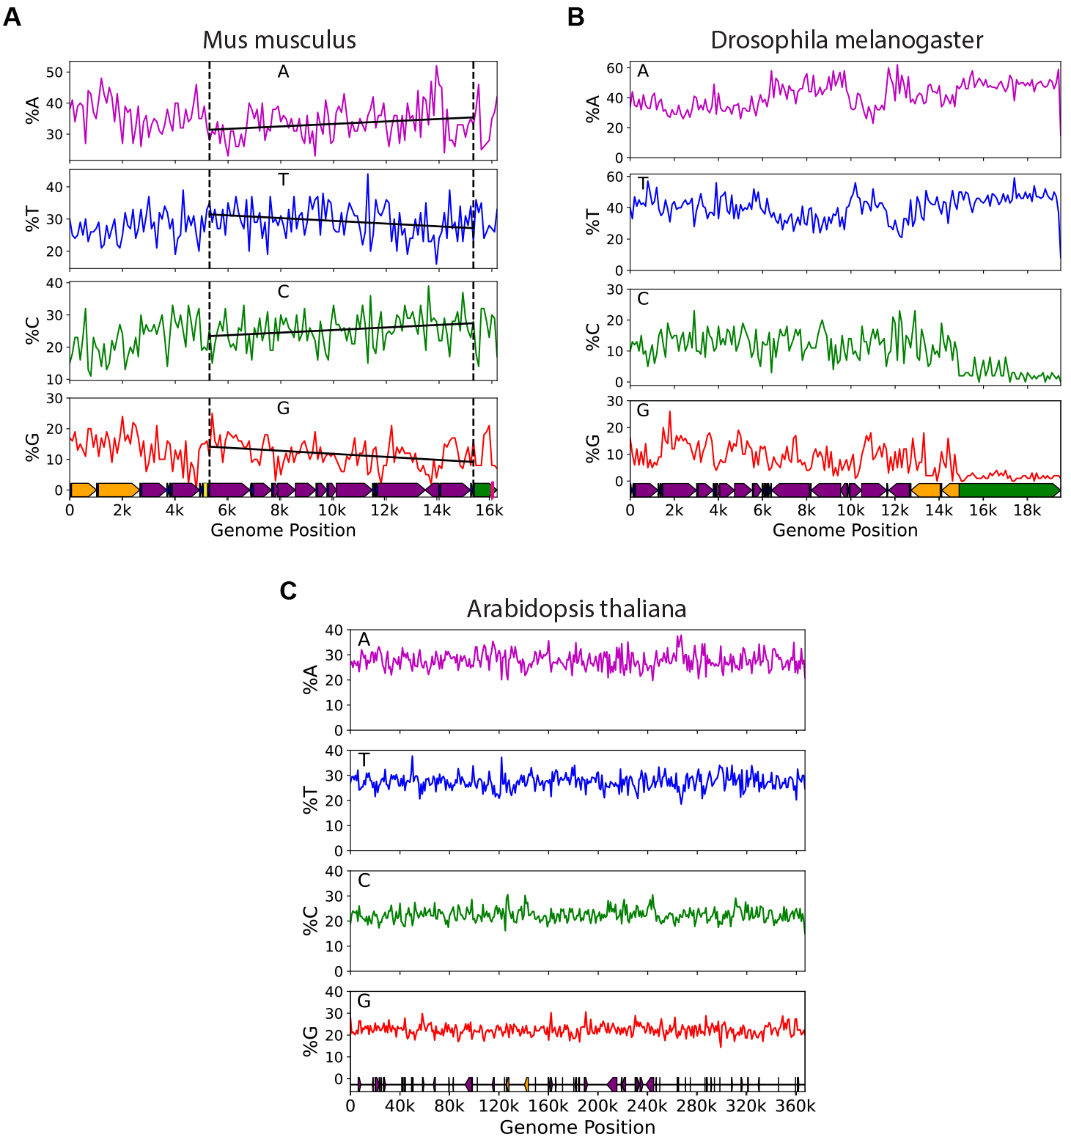 A
Mus musculus
A
%A
50
40
30
T
%T
40
30
20
C
%C
40
30
20
10
G
%G
30
20
10
0
0 2k 4k 6k 8k 10k 12k 14k 16k
Genome Position
B
Drosophila melanogaster
A
%A
60
40
20
0
T
%T
60
40
20
0
C
%C
30
20
10
0
G
%G
30
20
10
0
0 2k 4k 6k 8k 10k 12k 14k 16k 18k
Genome Position
C
Arabidopsis thaliana
A
%A
40
30
20
10
0
T
%T
40
30
20
10
0
C
%C
40
30
20
10
0
G
%G
40
30
20
10
0
0 40k 80k 120k 160k 200k 240k 280k 320k 360k
Genome Position